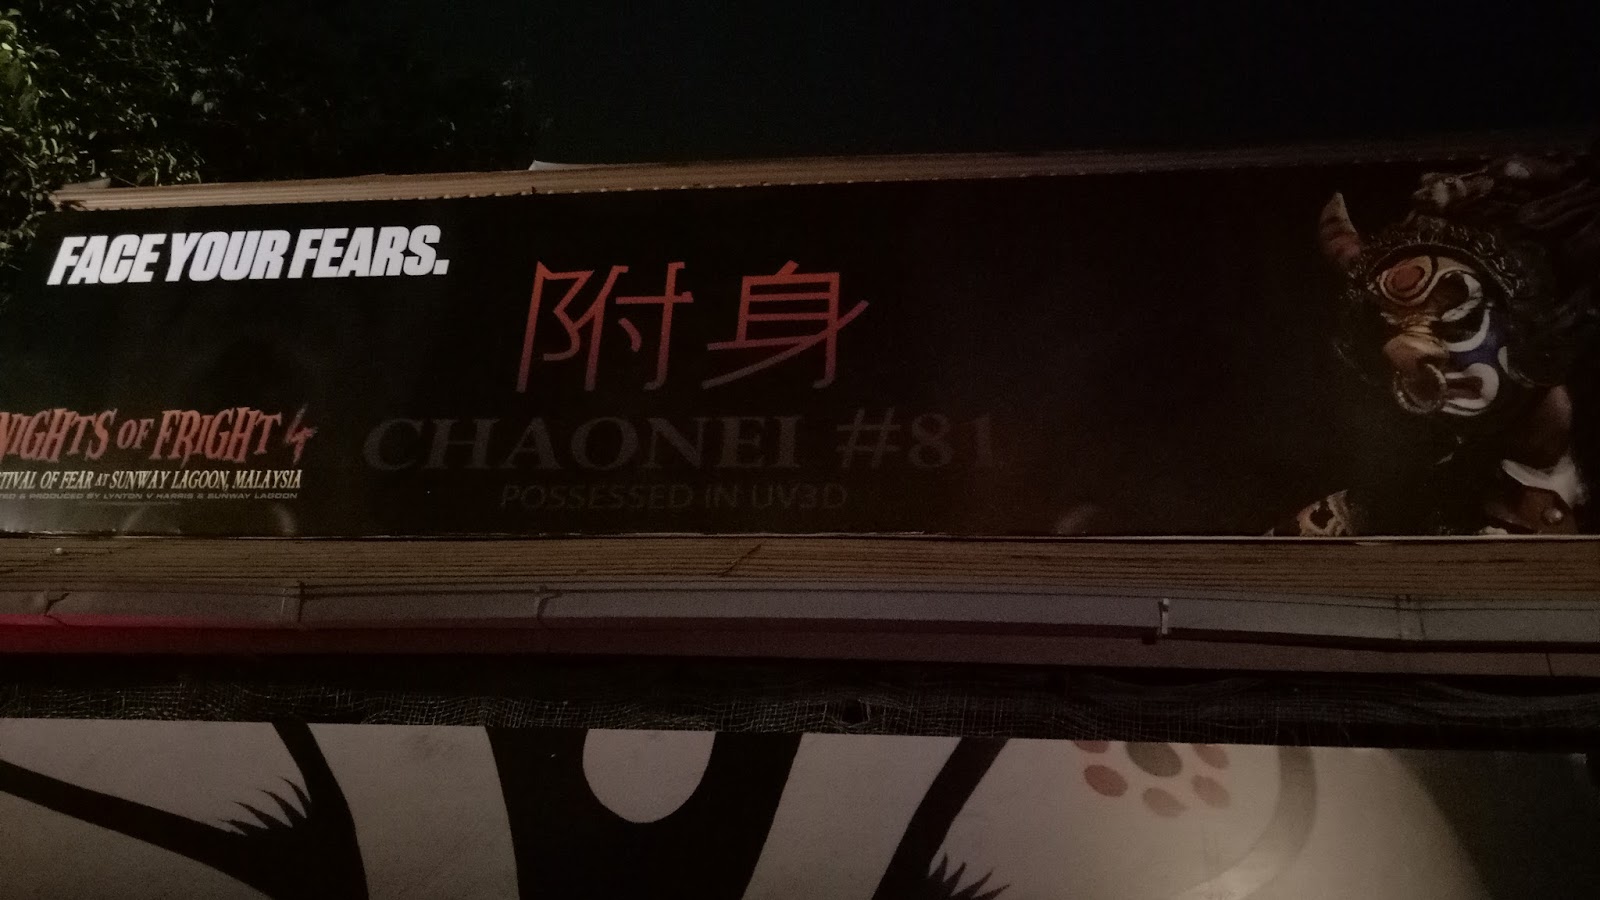 FACE YOUR FEARS.
附身
CHAONEI #81
POSSESSED IN UV3D
NIGHTS OF FRIGHT 4
FESTIVAL OF FEAR AT SUNWAY LAGOON, MALAYSIA
& PRODUCED BY LYNTON V HARRIS & SUNWAY LAGOON